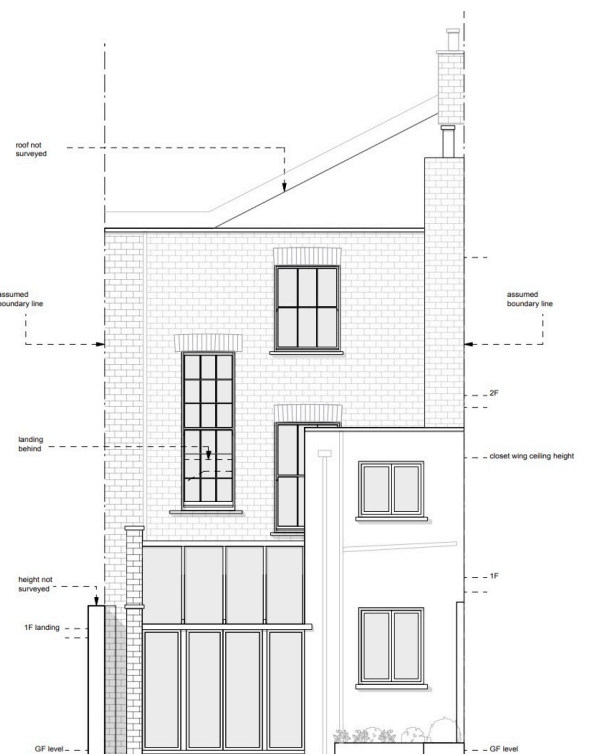 roof not
surveyed
assumed
boundary line
assumed
boundary line
2F
landing
behind
closet wing ceiling height
height not
surveyed
1F
1F landing
GF level
GF level